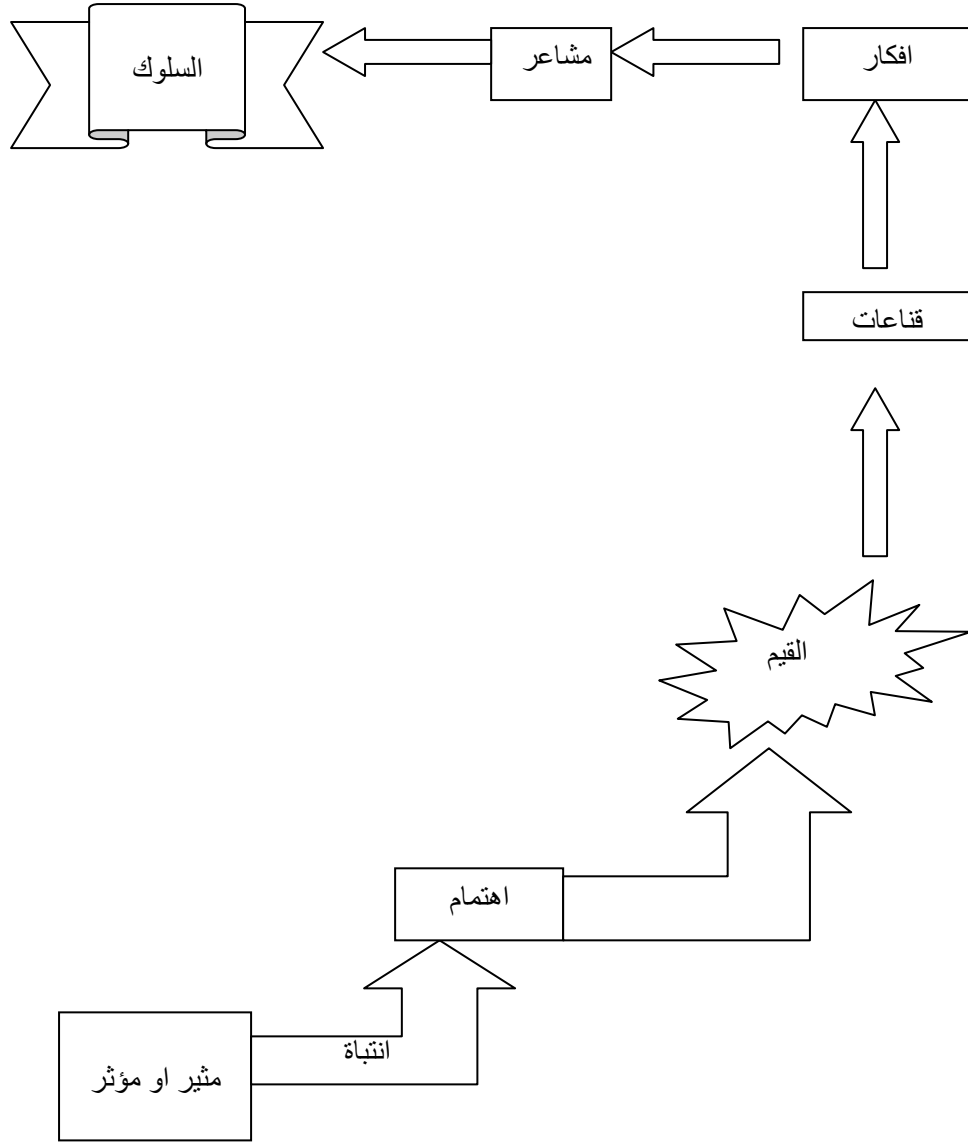 افكار
مشاعر
السلوك
قناعات
القيم
اهتمام
انتباة
مثير او مؤثر